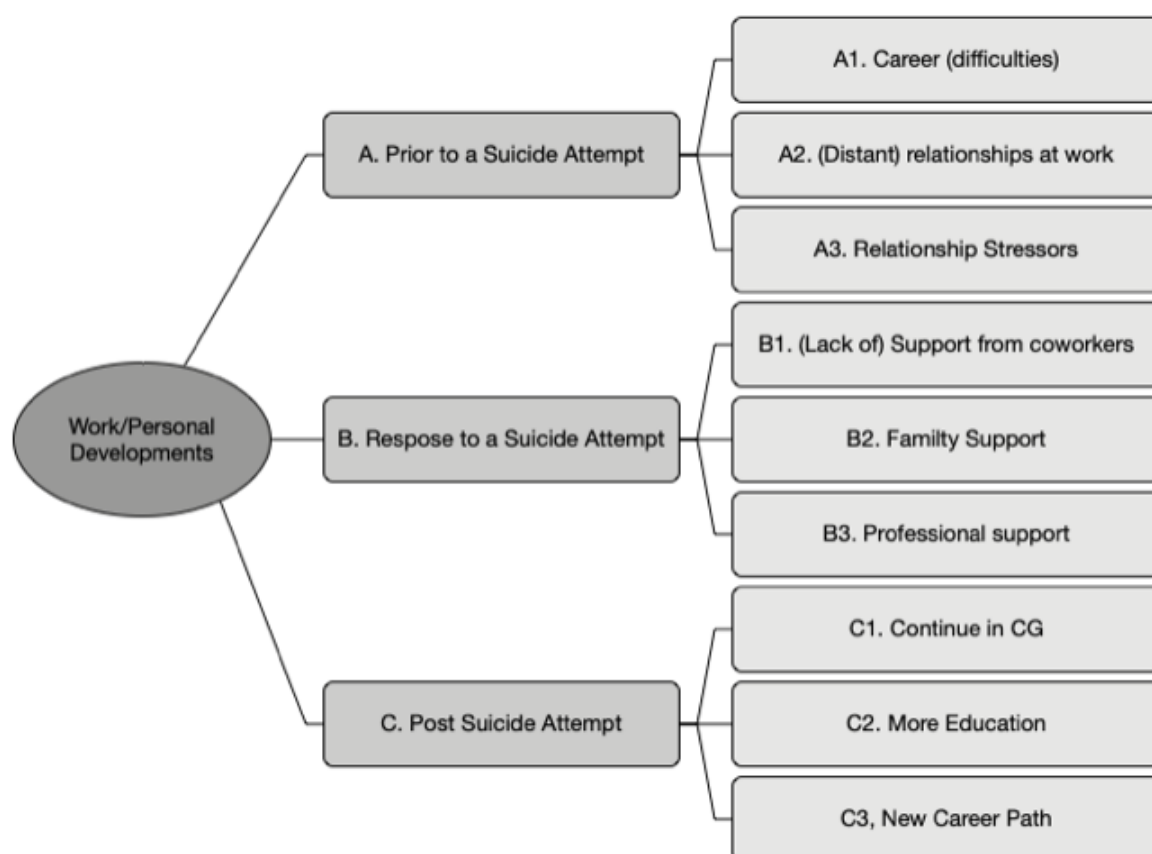 A1. Career (difficulties)
A. Prior to a Suicide Attempt
A2. (Distant) relationships at work
A3. Relationship Stressors
B1. (Lack of) Support from coworkers
Work/Personal
Developments
B. Respose to a Suicide Attempt
B2. Familty Support
B3. Professional support
C1. Continue in CG
C. Post Suicide Attempt
C2. More Education
C3, New Career Path